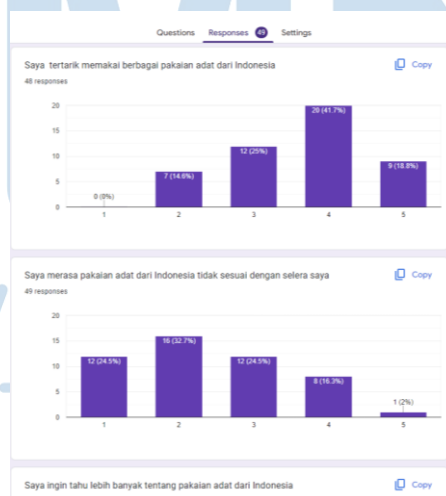 Questions Responses 49 Settings
Saya tertarik memakai berbagai pakaian adat dari Indonesia
Copy
48 responses
20
15
10
5
0
0 (0%)
7 (14.6%)
12 (25%)
20 (41.7%)
9 (18.8%)
1 2 3 4 5
Saya merasa pakaian adat dari Indonesia tidak sesuai dengan selera saya
Copy
49 responses
20
15
10
5
0
12 (24.5%)
16 (32.7%)
12 (24.5%)
8 (16.3%)
1 (2%)
1 2 3 4 5
Saya ingin tahu lebih banyak tentang pakaian adat dari Indonesia
Copy